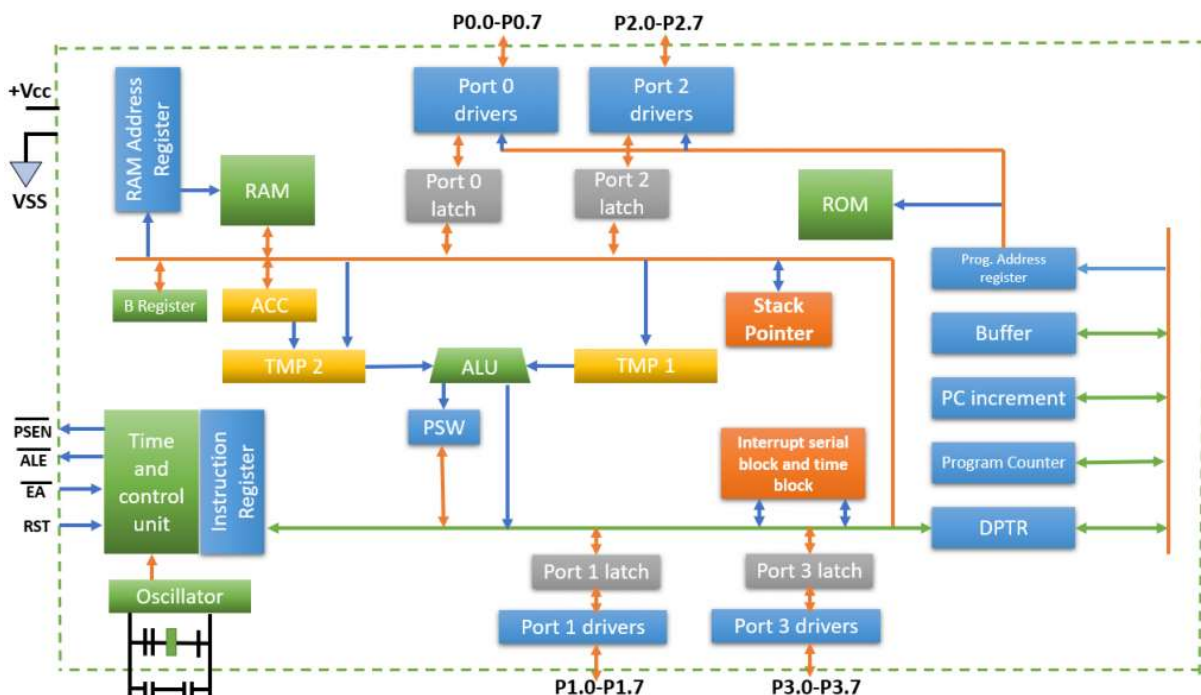 P0.0-P0.7
P2.0-P2.7
+Vcc
VSS
RAM Address
Register
RAM
Port 0
drivers
Port 2
drivers
Port 0
latch
Port 2
latch
ROM
Prog. Address
register
B Register
ACC
Stack
Pointer
Buffer
TMP 2
ALU
TMP 1
PC increment
PSW
PSEN
ALE
EA
RST
Time
and
control
unit
Instruction
Register
Interrupt serial
block and time
block
Program Counter
DPTR
Oscillator
Port 1 latch
Port 3 latch
Port 1 drivers
Port 3 drivers
P1.0-P1.7
P3.0-P3.7